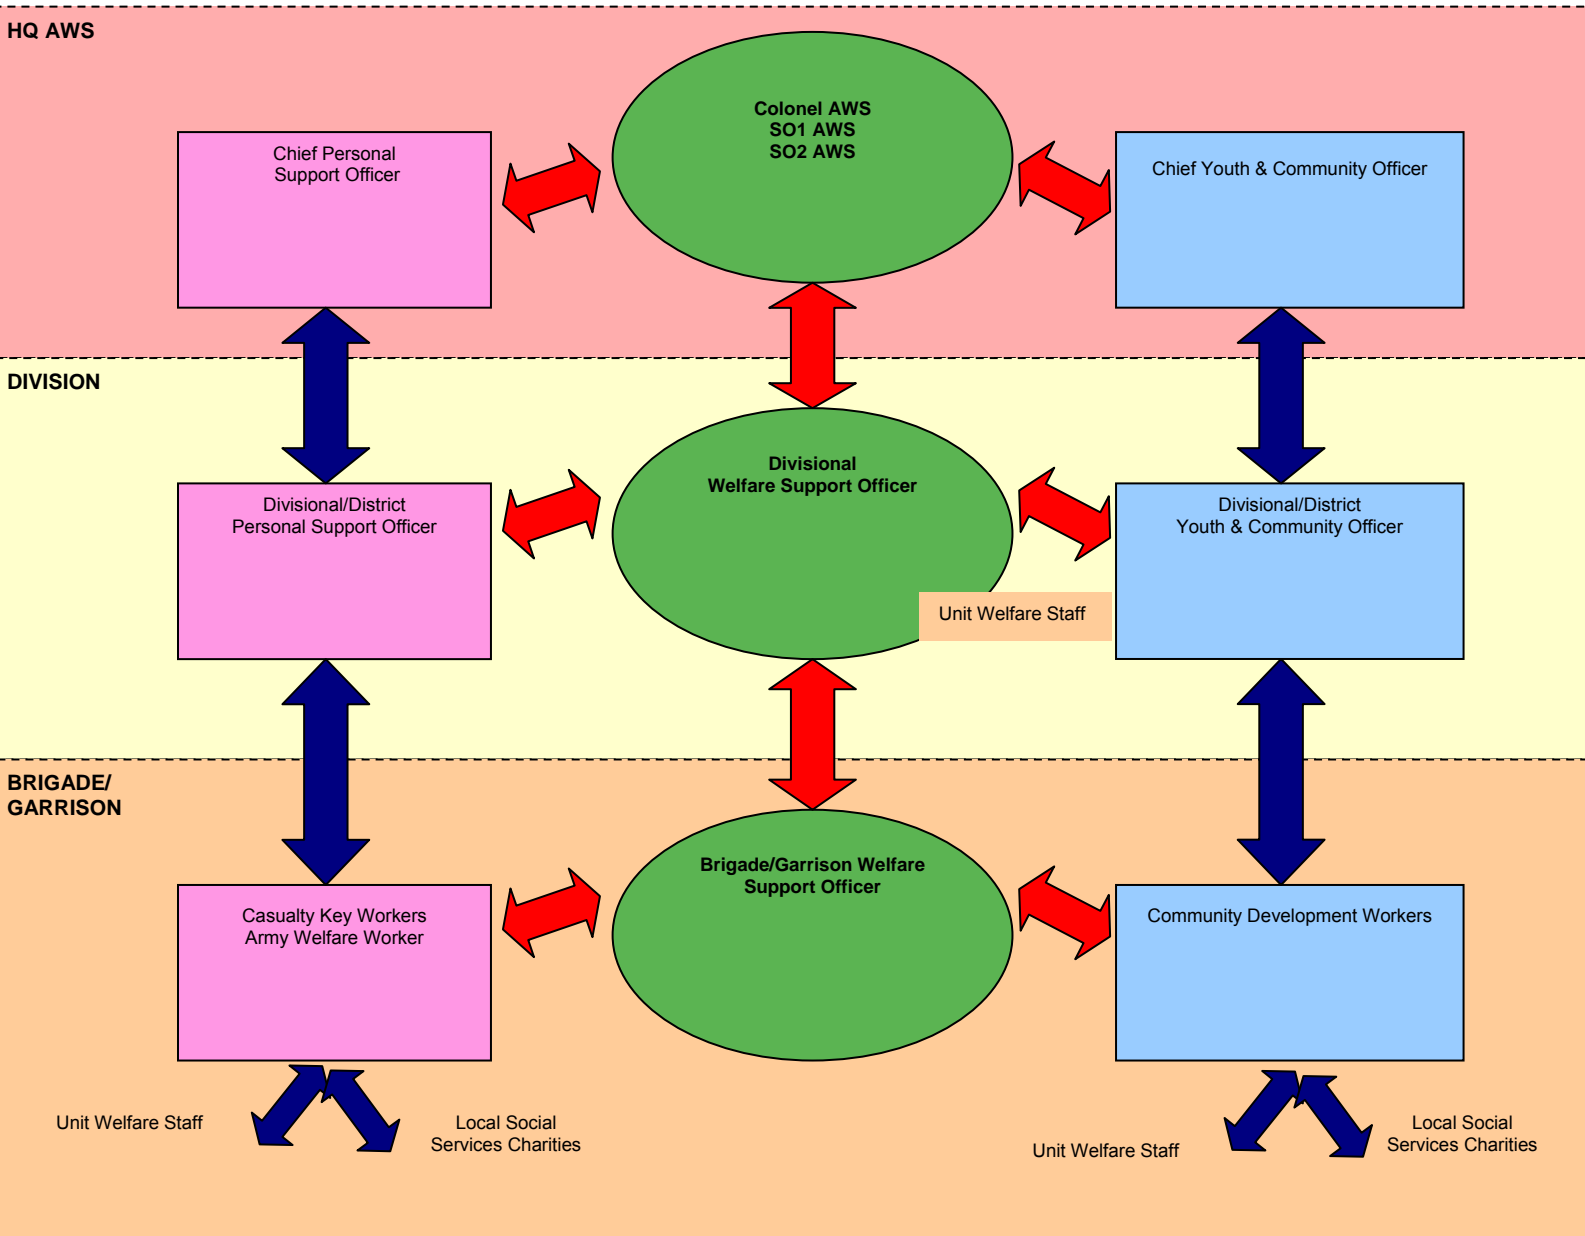 HQ AWS
Colonel AWS
SO1 AWS
SO2 AWS
Chief Personal
Support Officer
Chief Youth & Community Officer
DIVISION
Divisional
Welfare Support Officer
Divisional/District
Personal Support Officer
Divisional/District
Youth & Community Officer
Unit Welfare Staff
BRIGADE/
GARRISON
Brigade/Garrison Welfare
Support Officer
Casualty Key Workers
Army Welfare Worker
Community Development Workers
Unit Welfare Staff
Local Social
Services Charities
Unit Welfare Staff
Local Social
Services Charities